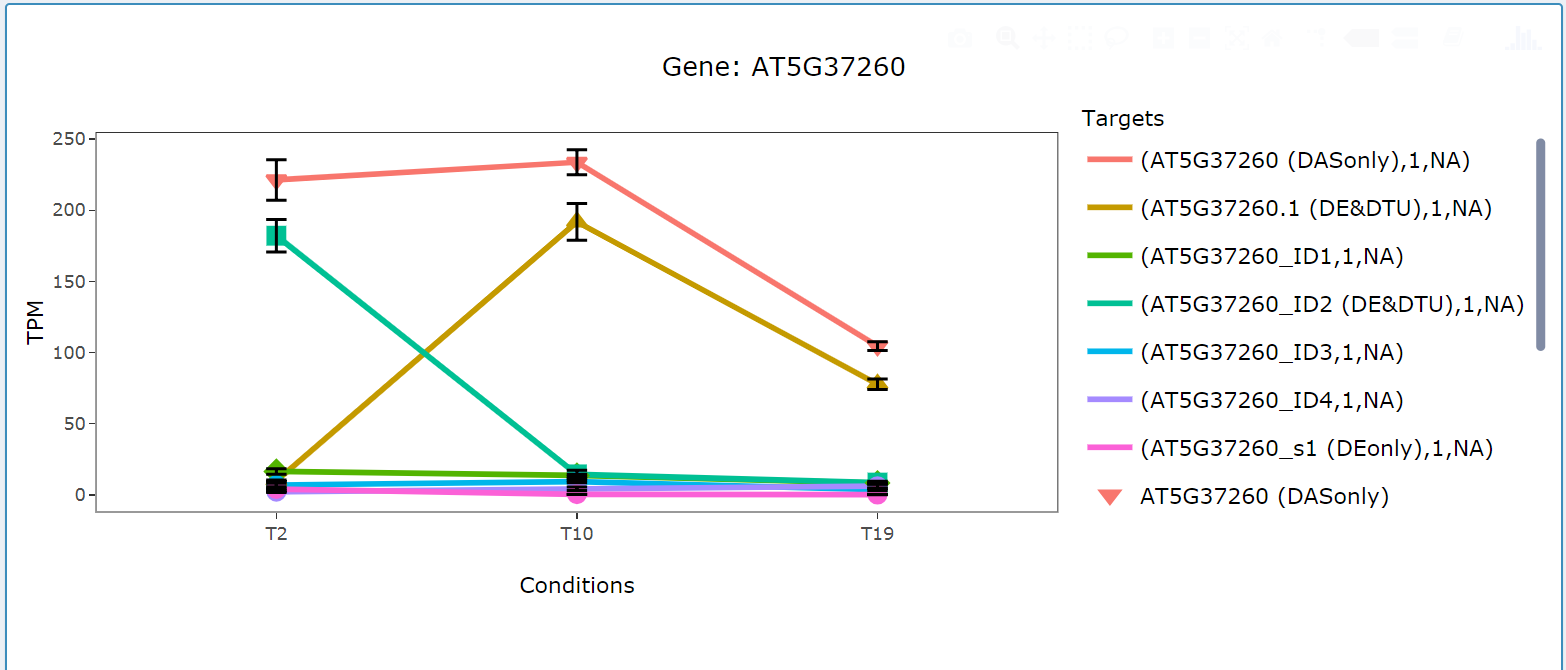 Gene: AT5G37260
Targets
(AT5G37260 (DASonly),1,NA)
(AT5G37260.1 (DE&DTU),1,NA)
(AT5G37260_ID1,1,NA)
(AT5G37260_ID2 (DE&DTU),1,NA)
(AT5G37260_ID3,1,NA)
(AT5G37260_ID4,1,NA)
(AT5G37260_s1 (DEonly),1,NA)
AT5G37260 (DASonly)
250
200
150
100
50
0
TPM
T2 T10 T19
Conditions